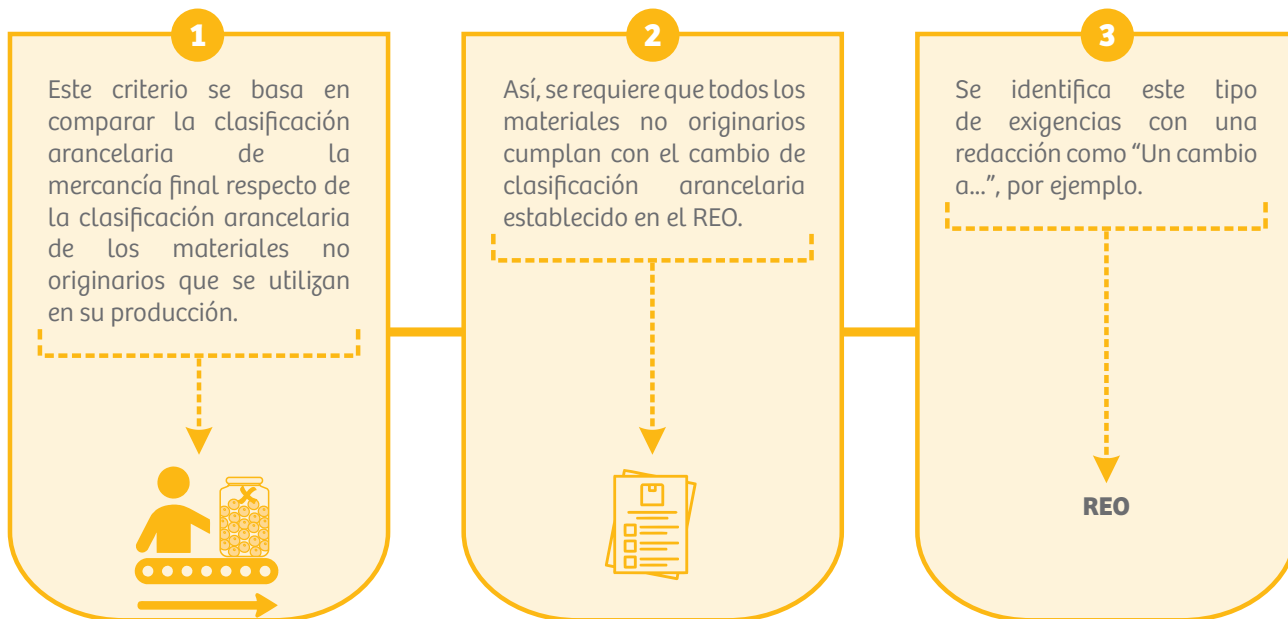 1
Este criterio se basa en
comparar la clasificación
arancelaria de la
mercancía final respecto de
la clasificación arancelaria
de los materiales no
originarios que se utilizan
en su producción.
2
Así, se requiere que todos los
materiales no originarios
cumplan con el cambio de
clasificación arancelaria
establecido en el REO.
3
Se identifica este tipo
de exigencias con una
redacción como “Un cambio
a...”, por ejemplo.
REO